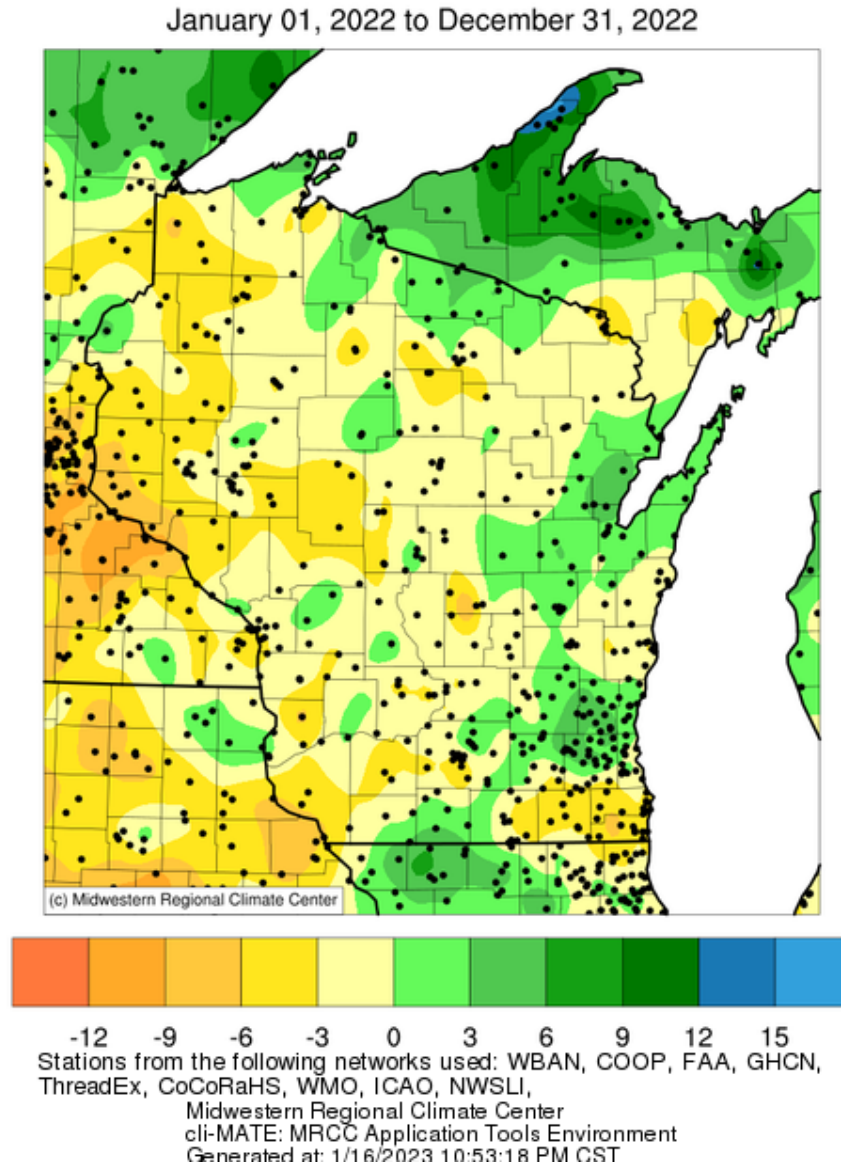 January 01, 2022 to December 31, 2022
(c) Midwestern Regional Climate Center
-12 -9 -6 -3 0 3 6 9 12 15
Stations from the following networks used: WBAN, COOP, FAA, GHCN,
ThreadEx, CoCoRaHS, WMO, ICAO, NWSLI,
Midwestern Regional Climate Center
cli-MATE: MRCC Application Tools Environment
Generated at: 1/16/2023 10:53:18 PM CST